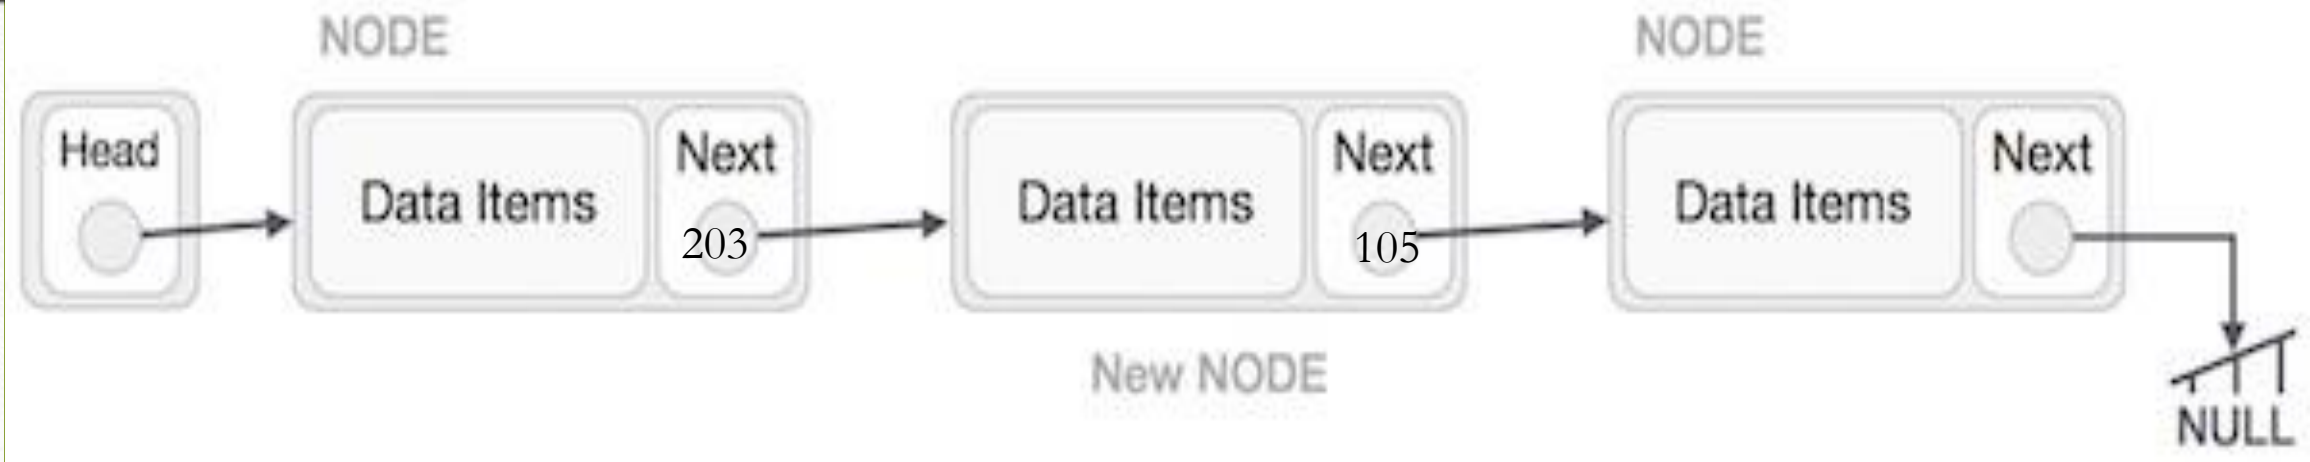 NODE
NODE
Head
Data Items
Next
203
Data Items
Next
105
Data Items
Next
New NODE
NULL